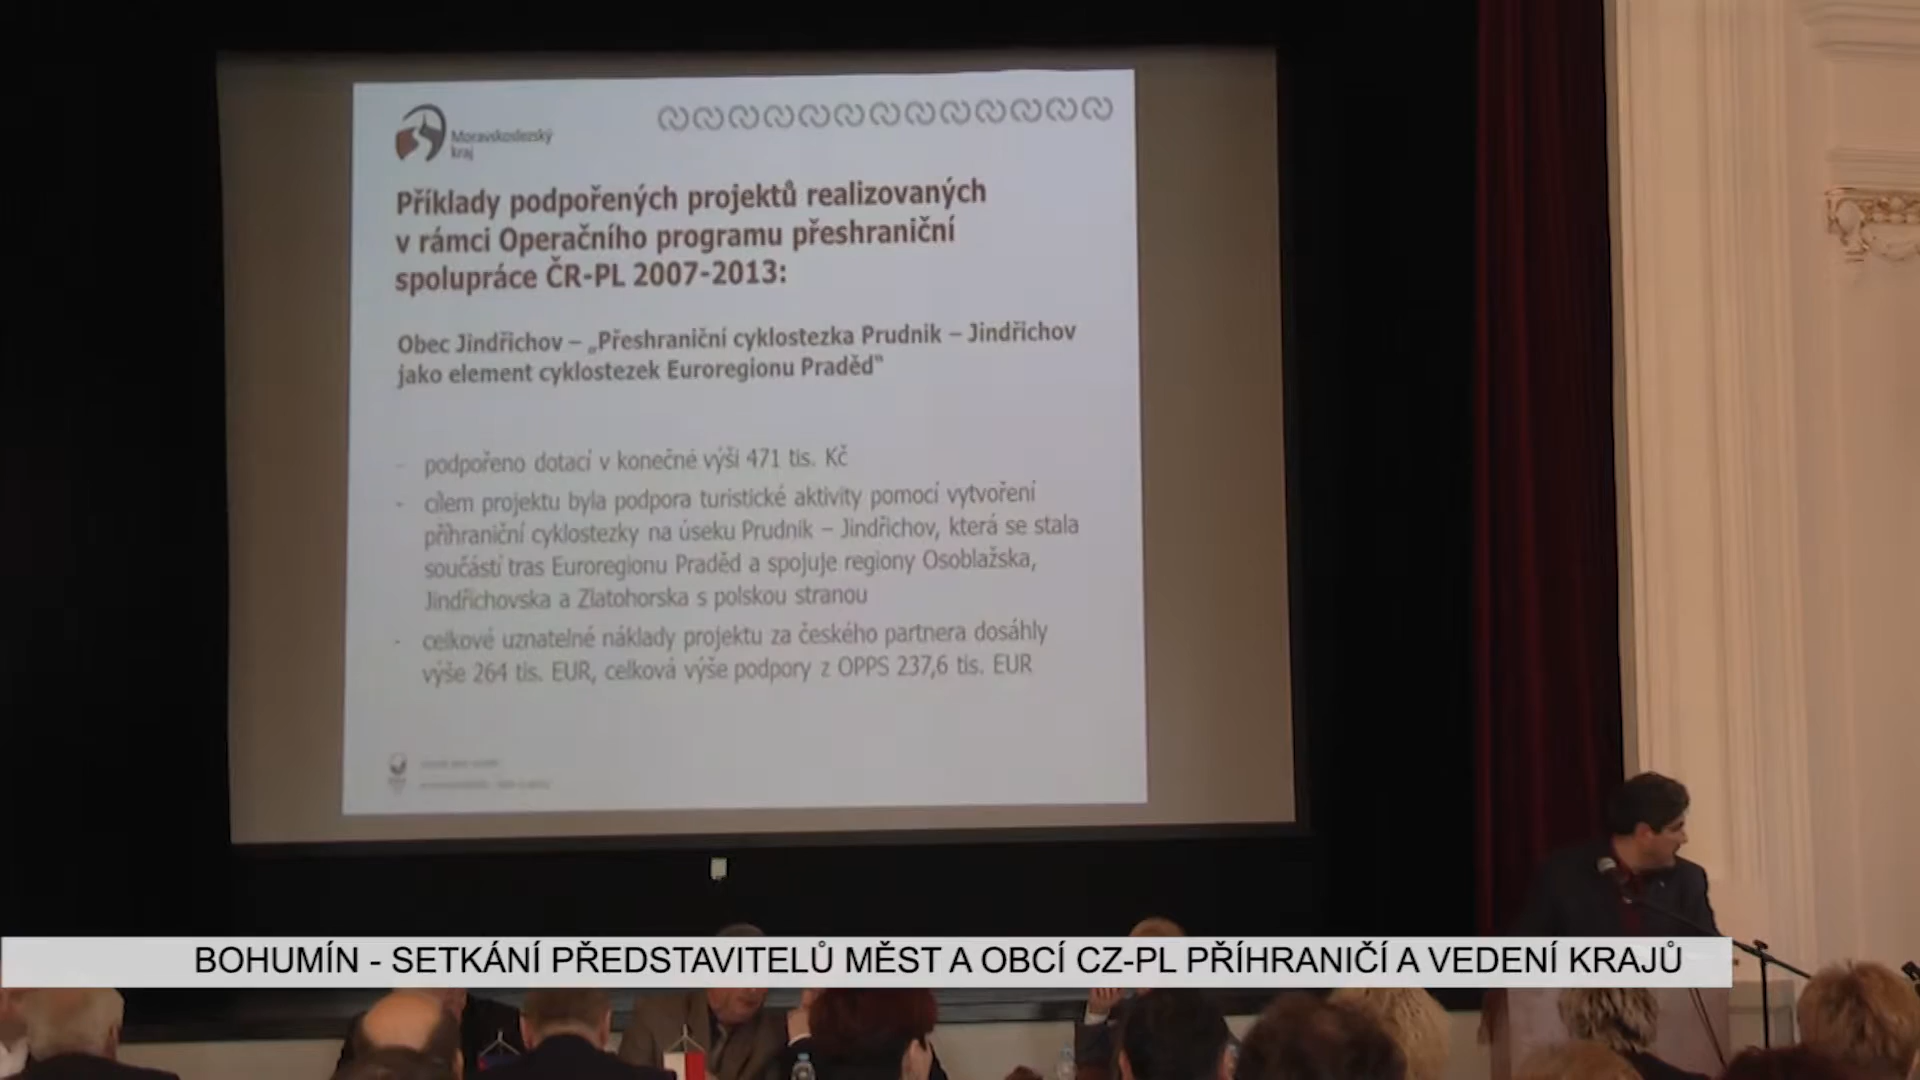 Moravskoslezský
kraj
Příklady podpořených projektů realizovaných
v rámci Operačního programu přeshraniční
spolupráce ČR-PL 2007-2013:
Obec Jindřichov – „Přeshraniční cyklostezka Prudnik – Jindřichov
jako element cyklostezek Euroregionu Praděd"
- podpořeno dotací v konečné výši 471 tis. Kč
- cílem projektu byla podpora turistické aktivity pomocí vytvoření
příhraniční cyklostezky na úseku Prudnik – Jindřichov, která se stala
součástí tras Euroregionu Praděd a spojuje regiony Osoblažska,
Jindřichovska a Zlatohorska s polskou stranou
- celkové uznatelné náklady projektu za českého partnera dosáhly
výše 264 tis. EUR, celková výše podpory z OPPS 237,6 tis. EUR
BOHUMÍN - SETKÁNÍ PŘEDSTAVITELŮ MĚST A OBCÍ CZ-PL PŘÍHRANIČÍ A VEDENÍ KRAJŮ